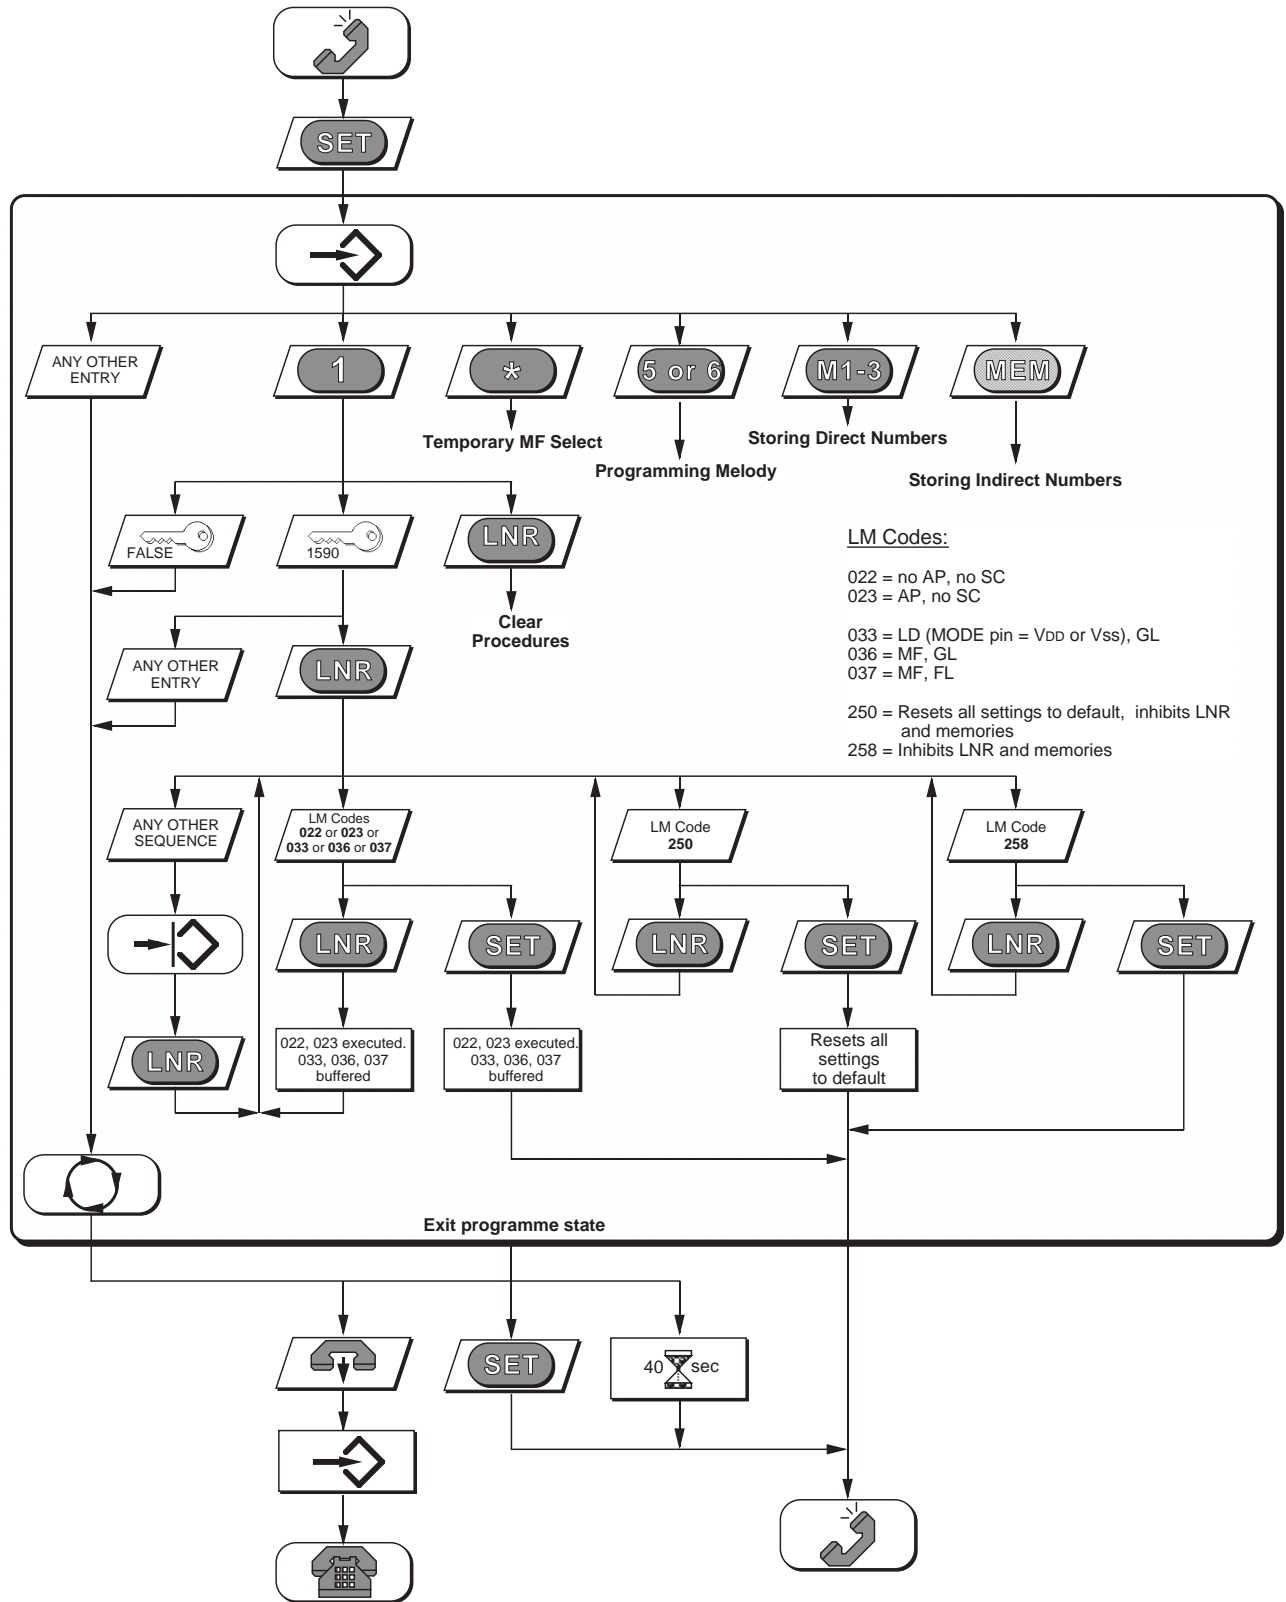 SET
ANY OTHER
ENTRY
1
*
5 or 6
M1-3
MEM
Temporary MF Select
Programming Melody
Storing Direct Numbers
Storing Indirect Numbers
FALSE
1590
LNR
Clear
Procedures
ANY OTHER
ENTRY
LNR
LM Codes:
022 = no AP, no SC
023 = AP, no SC
033 = LD (MODE pin = VDD or Vss), GL
036 = MF, GL
037 = MF, FL
250 = Resets all settings to default, inhibits LNR
and memories
258 = Inhibits LNR and memories
ANY OTHER
SEQUENCE
LM Codes
022 or 023 or
033 or 036 or 037
LM Code
250
LM Code
258
LNR
SET
LNR
SET
LNR
SET
LNR
022, 023 executed.
033, 036, 037
buffered
022, 023 executed.
033, 036, 037
buffered
Resets all
settings
to default
Exit programme state
SET
40 sec